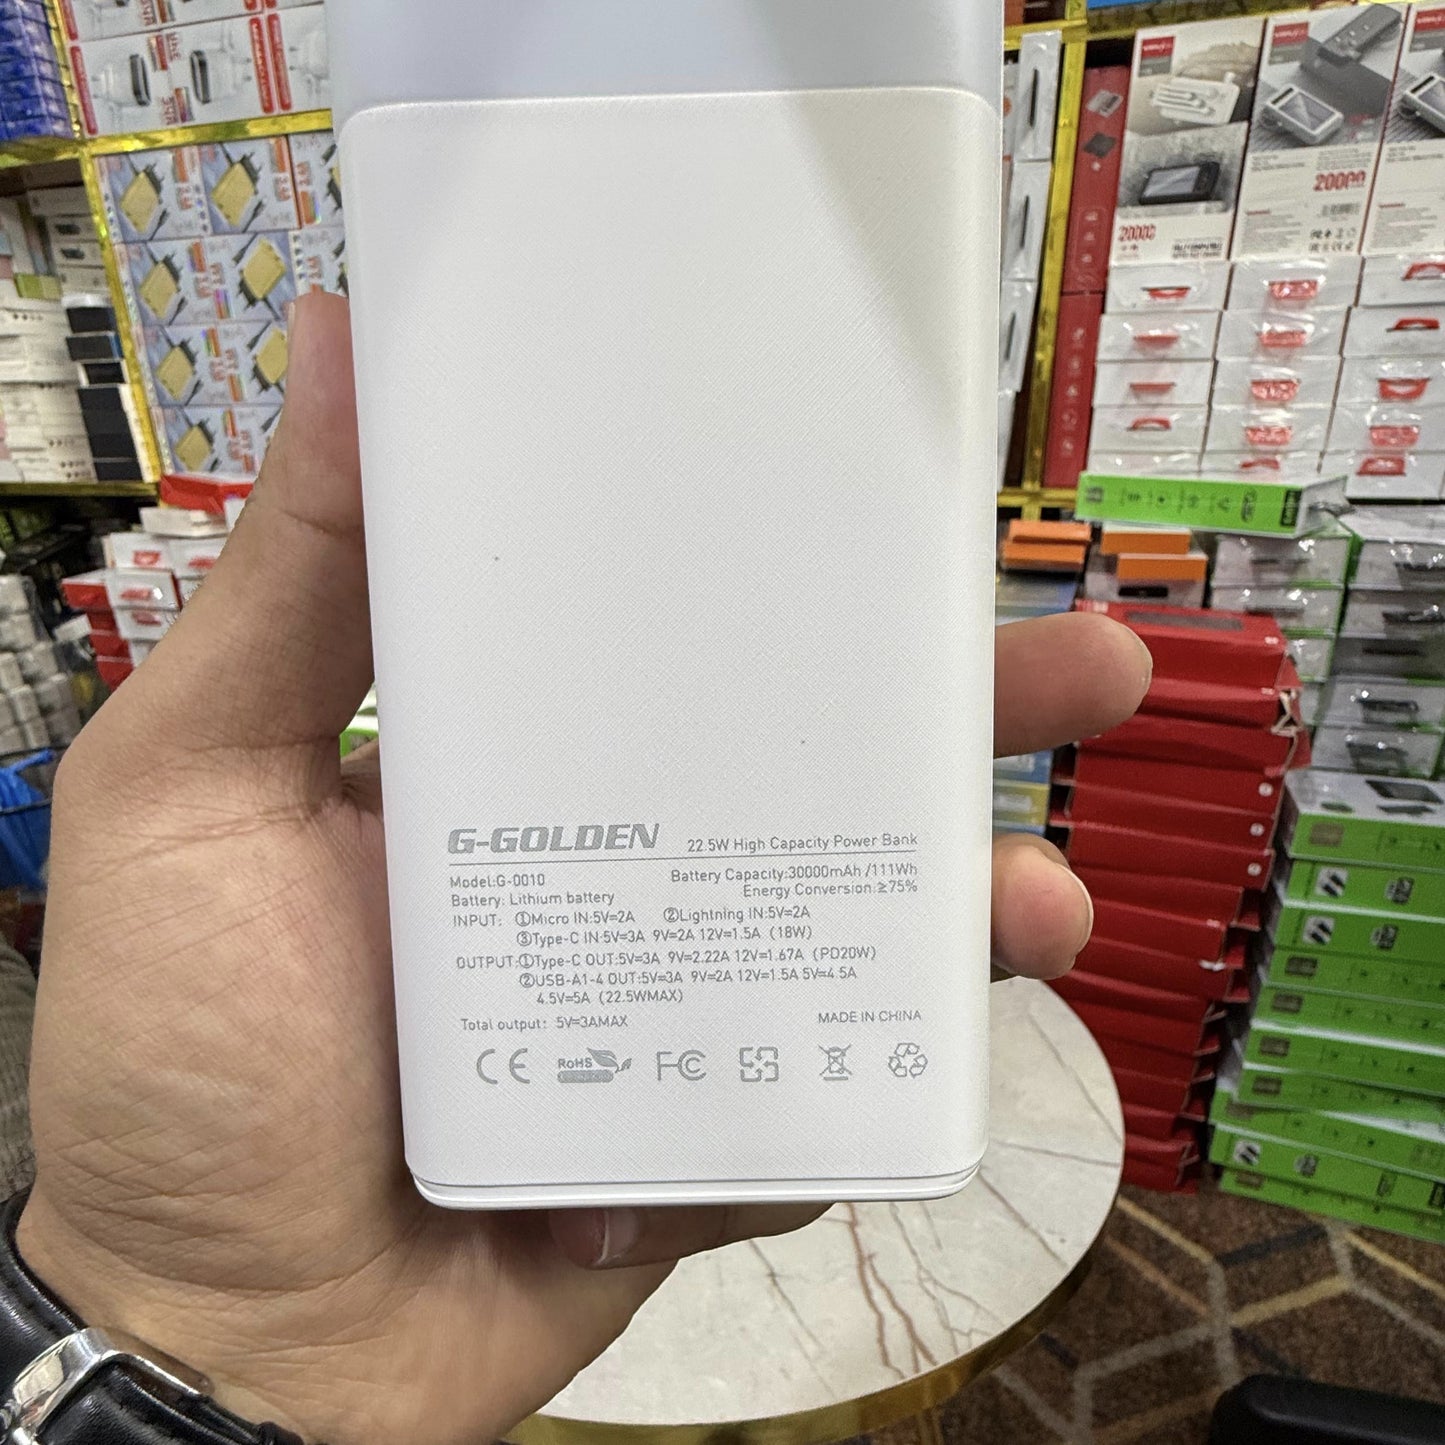 20000
20000
G-GOLDEN
22.5W High Capacity Power Bank
Model:G-0010
Battery Capacity:30000mAh /111Wh
Battery: Lithium battery
Energy Conversion:≥75%
INPUT: ①Micro IN:5V=2A ②Lightning IN:5V=2A
③Type-C IN:5V=3A 9V=2A 12V=1.5A (18W)
OUTPUT:①Type-C OUT:5V=3A 9V=2.22A 12V=1.67A (PD20W)
②USB-A1-4 OUT:5V=3A 9V=2A 12V=1.5A 5V=4.5A
4.5V=5A (22.5WMAX)
Total output: 5V=3AMAX
MADE IN CHINA
CE RoHS FC